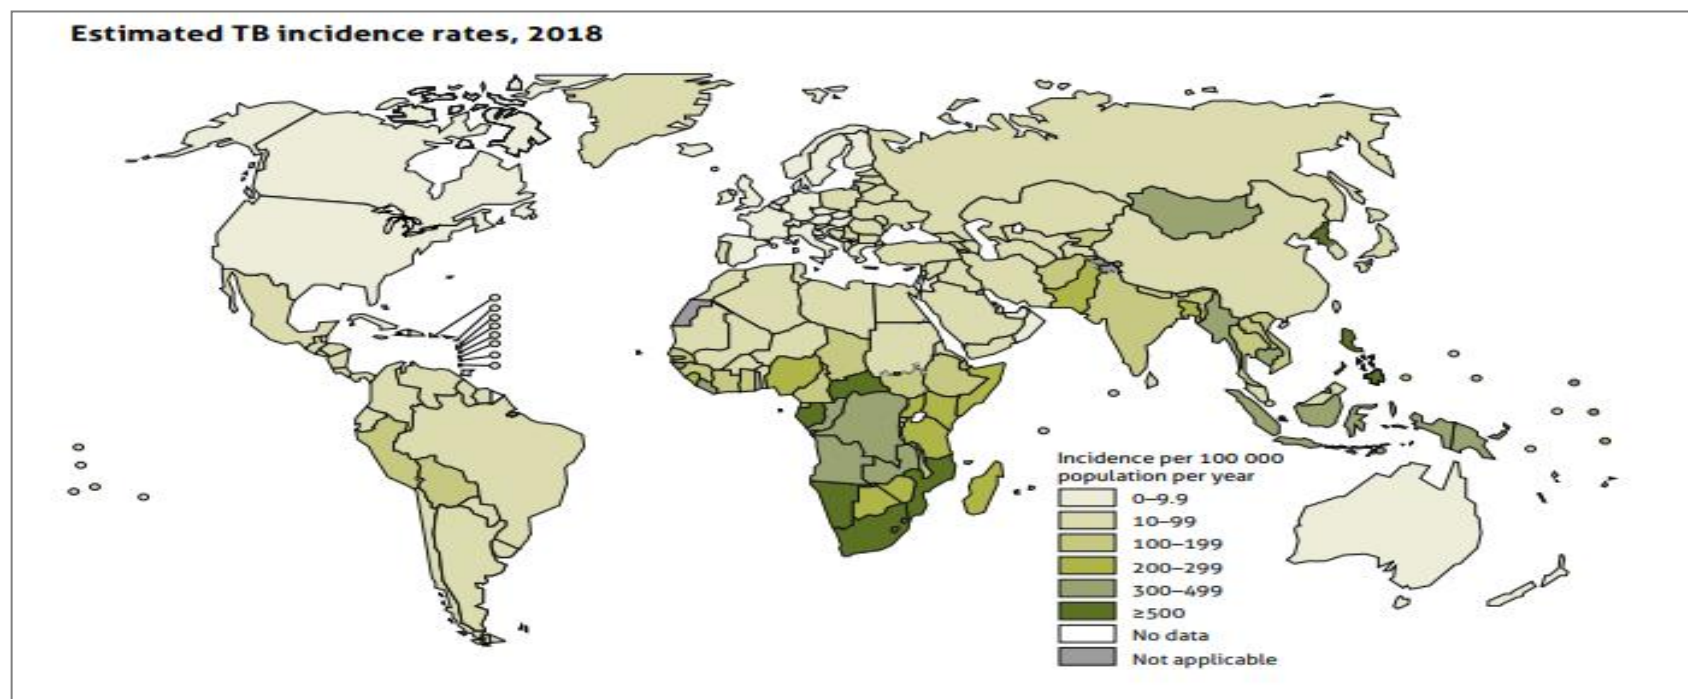 Estimated TB incidence rates, 2018
Incidence per 100 000
population per year
0–9.9
10–99
100–199
200–299
300–499
≥500
No data
Not applicable